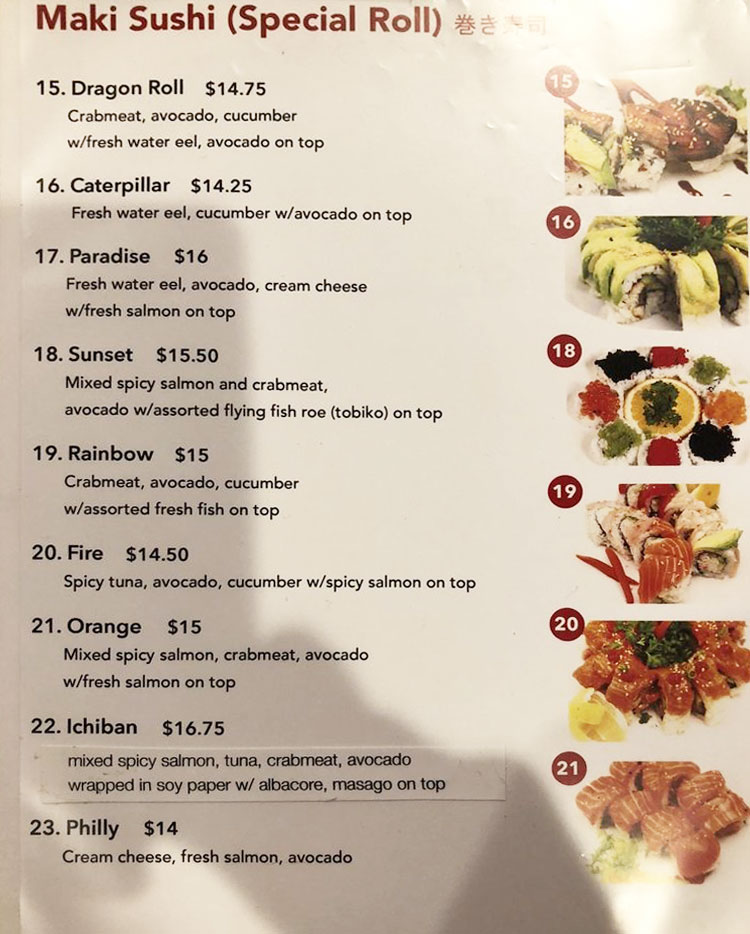 Maki Sushi (Special Roll) 巻き寿司
15. Dragon Roll $14.75
Crabmeat, avocado, cucumber
w/fresh water eel, avocado on top
16. Caterpillar $14.25
Fresh water eel, cucumber w/avocado on top
17. Paradise $16
Fresh water eel, avocado, cream cheese
w/fresh salmon on top
18. Sunset $15.50
Mixed spicy salmon and crabmeat,
avocado w/assorted flying fish roe (tobiko) on top
19. Rainbow $15
Crabmeat, avocado, cucumber
w/assorted fresh fish on top
20. Fire $14.50
Spicy tuna, avocado, cucumber w/spicy salmon on top
21. Orange $15
Mixed spicy salmon, crabmeat, avocado
w/fresh salmon on top
22. Ichiban $16.75
mixed spicy salmon, tuna, crabmeat, avocado
wrapped in soy paper w/ albacore, masago on top
23. Philly $14
Cream cheese, fresh salmon, avocado
15
16
18
19
20
21